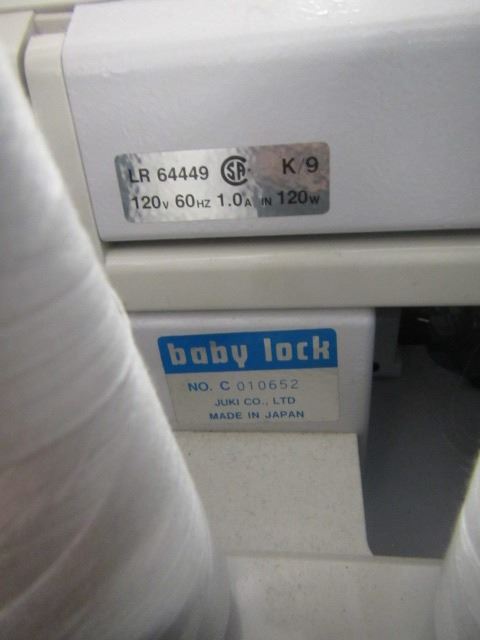 LR 64449 CSA K/9
120V 60HZ 1.0A IN 120W
baby lock
NO. C 010652
JUKI CO., LTD
MADE IN JAPAN